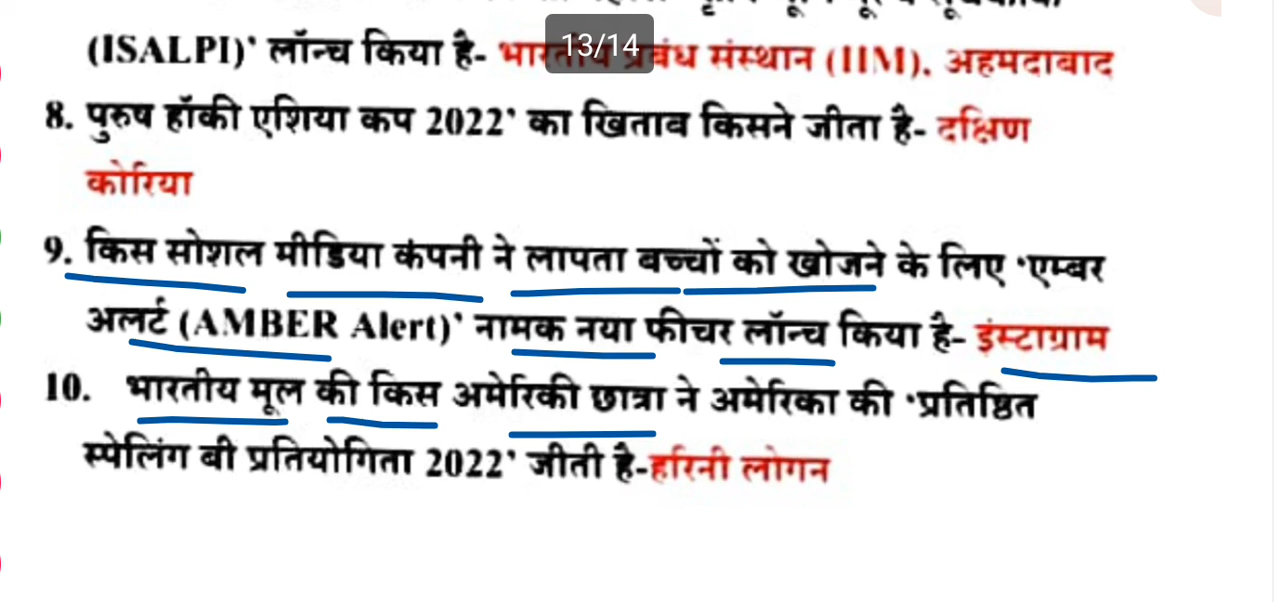 (ISALPI)' लॉन्च किया है- भारतीय प्रबंध संस्थान (IIM), अहमदाबाद
13/14
8. पुरुष हॉकी एशिया कप 2022' का खिताब किसने जीता है- दक्षिण
कोरिया
9. किस सोशल मीडिया कंपनी ने लापता बच्चों को खोजने के लिए 'एम्बर
अलर्ट (AMBER Alert)' नामक नया फीचर लॉन्च किया है- इंस्टाग्राम
10. भारतीय मूल की किस अमेरिकी छात्रा ने अमेरिका की 'प्रतिष्ठित
स्पेलिंग बी प्रतियोगिता 2022' जीती है-हरिनी लोगन